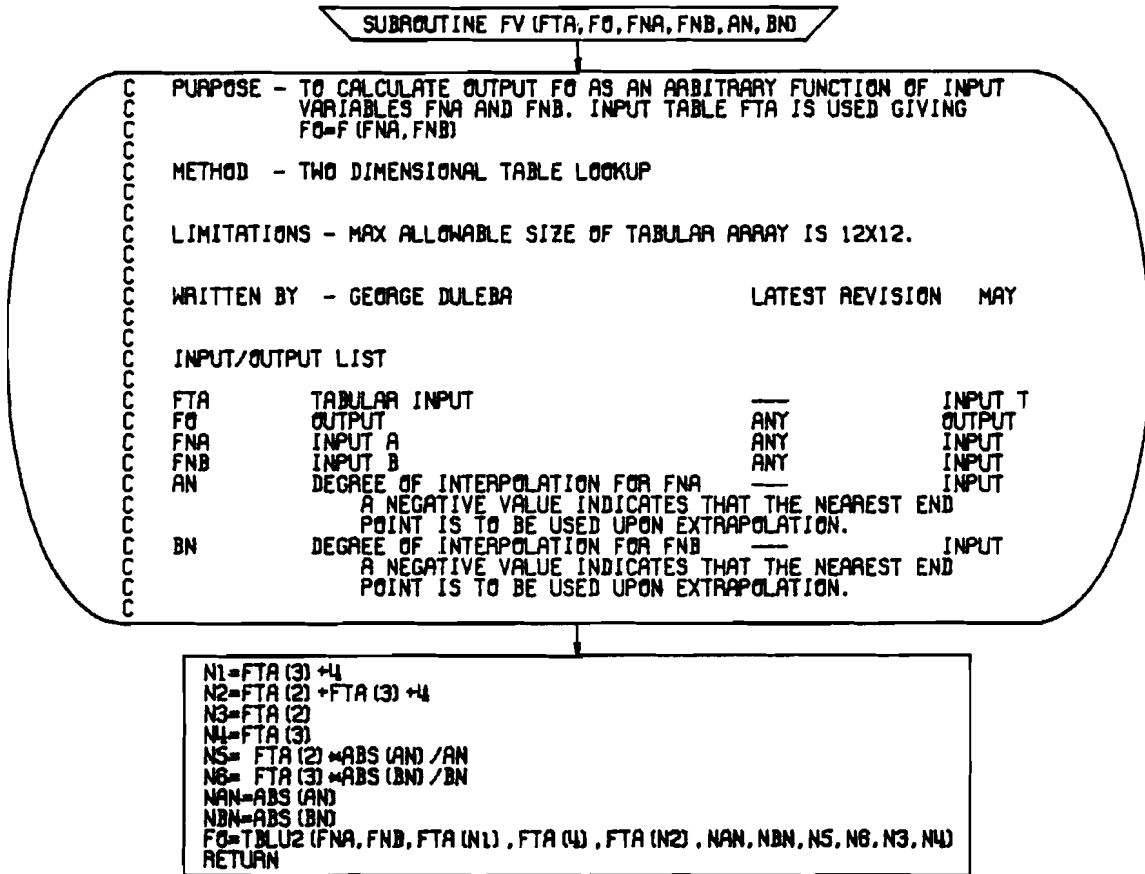 SUBROUTINE FV (FTA, FO, FNA, FNB, AN, BN)
C PURPOSE - TO CALCULATE OUTPUT FO AS AN ARBITRARY FUNCTION OF INPUT
C VARIABLES FNA AND FNB. INPUT TABLE FTA IS USED GIVING
C FO=F (FNA, FNB)
C
C METHOD - TWO DIMENSIONAL TABLE LOOKUP
C
C
C LIMITATIONS - MAX ALLOWABLE SIZE OF TABULAR ARRAY IS 12X12.
C
C
C WRITTEN BY - GEORGE DULEBA LATEST REVISION MAY
C
C
C INPUT/OUTPUT LIST
C
C FTA TABULAR INPUT --- INPUT T
C FO OUTPUT ANY OUTPUT
C FNA INPUT A ANY INPUT
C FNB INPUT B ANY INPUT
C AN DEGREE OF INTERPOLATION FOR FNA --- INPUT
C A NEGATIVE VALUE INDICATES THAT THE NEAREST END
C POINT IS TO BE USED UPON EXTRAPOLATION.
C BN DEGREE OF INTERPOLATION FOR FNB --- INPUT
C A NEGATIVE VALUE INDICATES THAT THE NEAREST END
C POINT IS TO BE USED UPON EXTRAPOLATION.
C
N1=FTA (3) +4
N2=FTA (2) +FTA (3) +4
N3=FTA (2)
N4=FTA (3)
N5= FTA (2) *ABS (AN) /AN
N6= FTA (3) *ABS (BN) /BN
NAN=ABS (AN)
NBN=ABS (BN)
FO=TBLU2 (FNA, FNB, FTA (N1) , FTA (4) , FTA (N2) , NAN, NBN, N5, N6, N3, N4)
RETURN